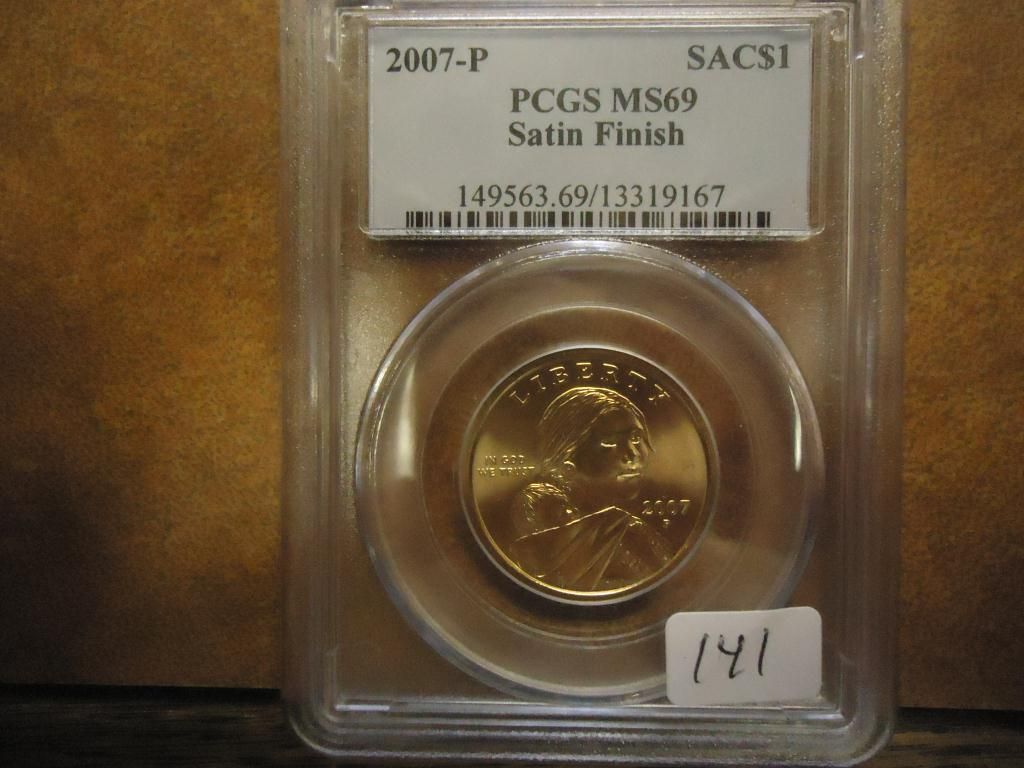 2007-P SAC$1
PCGS MS69
Satin Finish
149563.69/13319167
LIBERTY
IN GOD
WE TRUST
2007
P
141